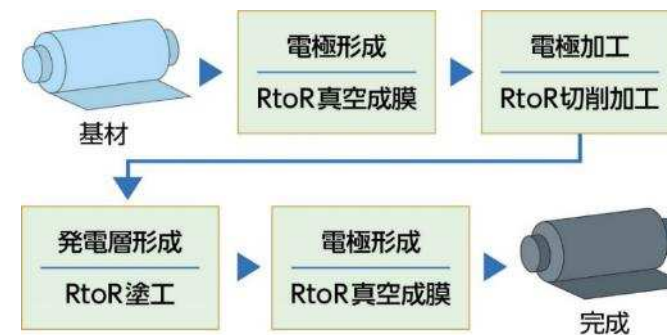 電極形成
RtoR真空成膜
電極加工
RtoR切削加工
基材
発電層形成
RtoR塗工
電極形成
RtoR真空成膜
完成